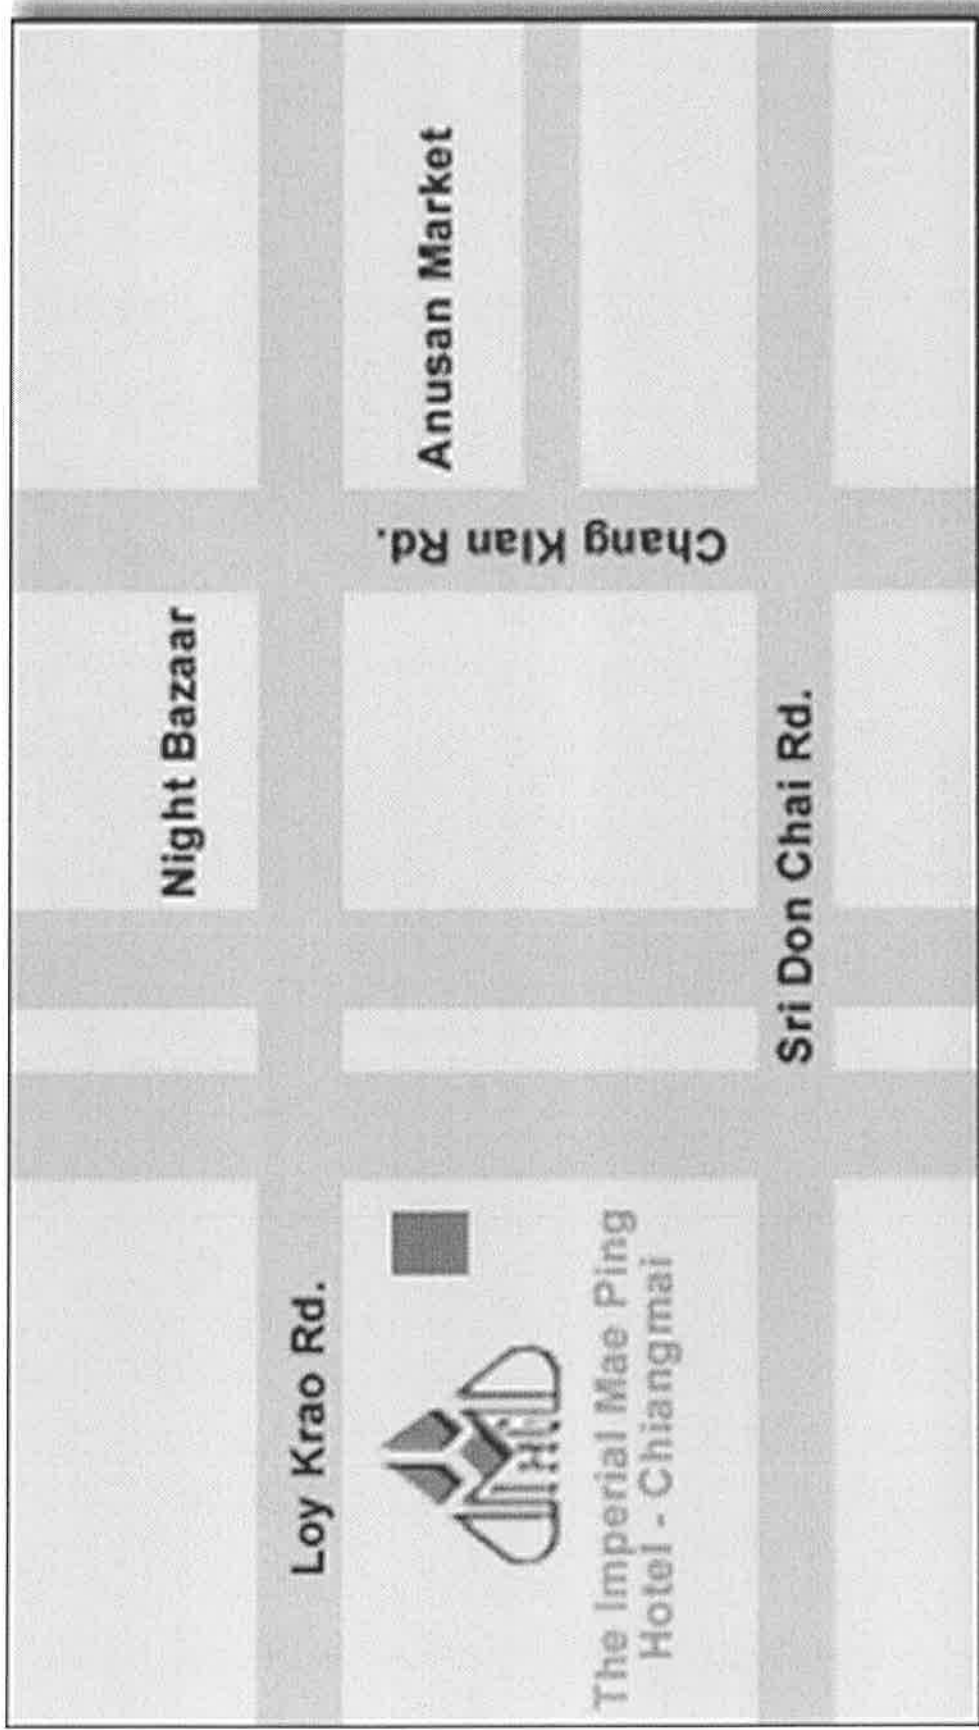 Night Bazaar
Loy Krao Rd.
Anusan Market
Chang Klan Rd.
The Imperial Mae Ping
Hotel - Chiangmai
Sri Don Chai Rd.